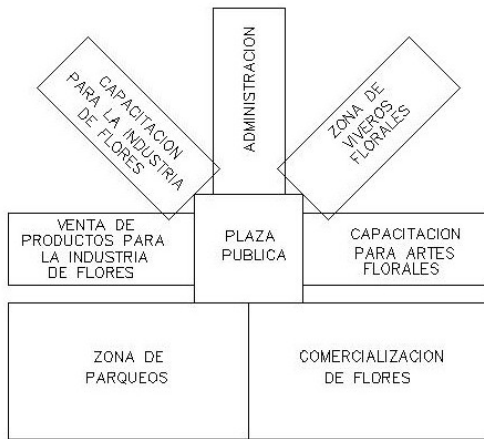 ADMINISTRACION
CAPACITACION
PARA LA INDUSTRIA
DE FLORES
ZONA DE
VIVEROS
FLORALES
VENTA DE
PRODUCTOS PARA
LA INDUSTRIA
DE FLORES
PLAZA
PUBLICA
CAPACITACION
PARA ARTES
FLORALES
ZONA DE
PARQUEOS
COMERCIALIZACION
DE FLORES